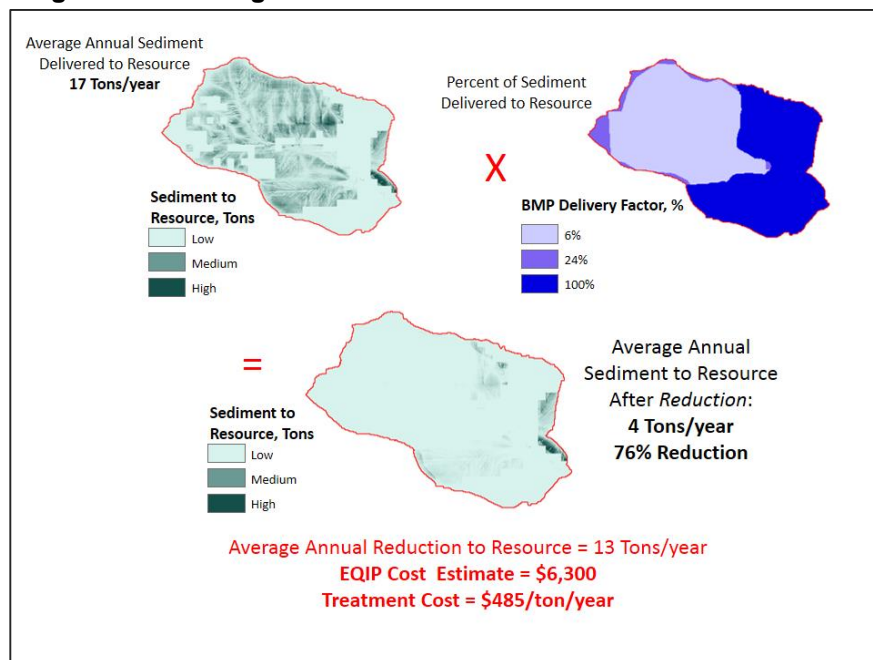 Average Annual Sediment
Delivered to Resource
17 Tons/year
Percent of Sediment
Delivered to Resource
X
Sediment to
Resource, Tons
Low
Medium
High
BMP Delivery Factor, %
6%
24%
100%
=
Sediment to
Resource, Tons
Low
Medium
High
Average Annual
Sediment to Resource
After Reduction:
4 Tons/year
76% Reduction
Average Annual Reduction to Resource = 13 Tons/year
EQIP Cost Estimate = $6,300
Treatment Cost = $485/ton/year